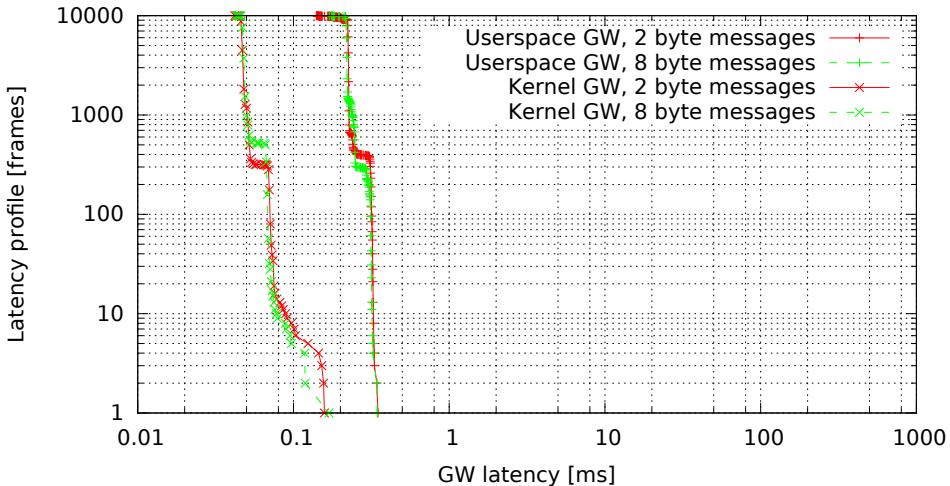 10000
1000
100
10
1
Latency profile [frames]
Userspace GW, 2 byte messages
Userspace GW, 8 byte messages
Kernel GW, 2 byte messages
Kernel GW, 8 byte messages
0.01 0.1 1 10 100 1000
GW latency [ms]